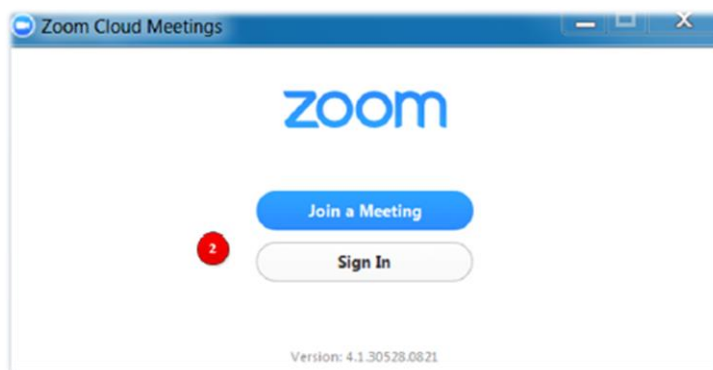 Zoom Cloud Meetings
zoom
Join a Meeting
2
Sign In
Version: 4.1.30528.0821